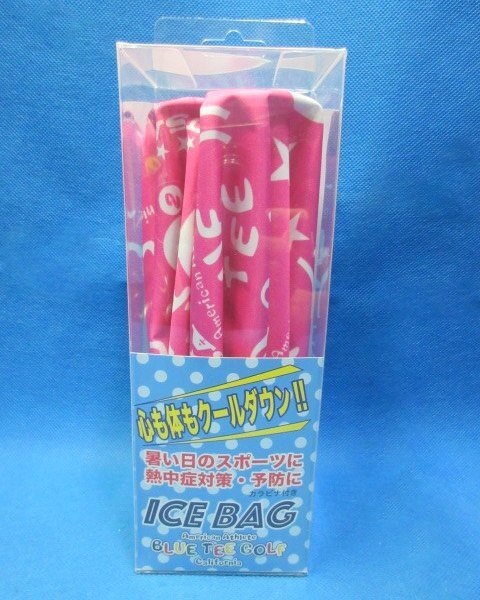 TEE
American
心も体もクールダウン!!
暑い日のスポーツに
熱中症対策・予防に
カラビナ付き
ICE BAG
American Athlete
BLUE TEE GOLF
California